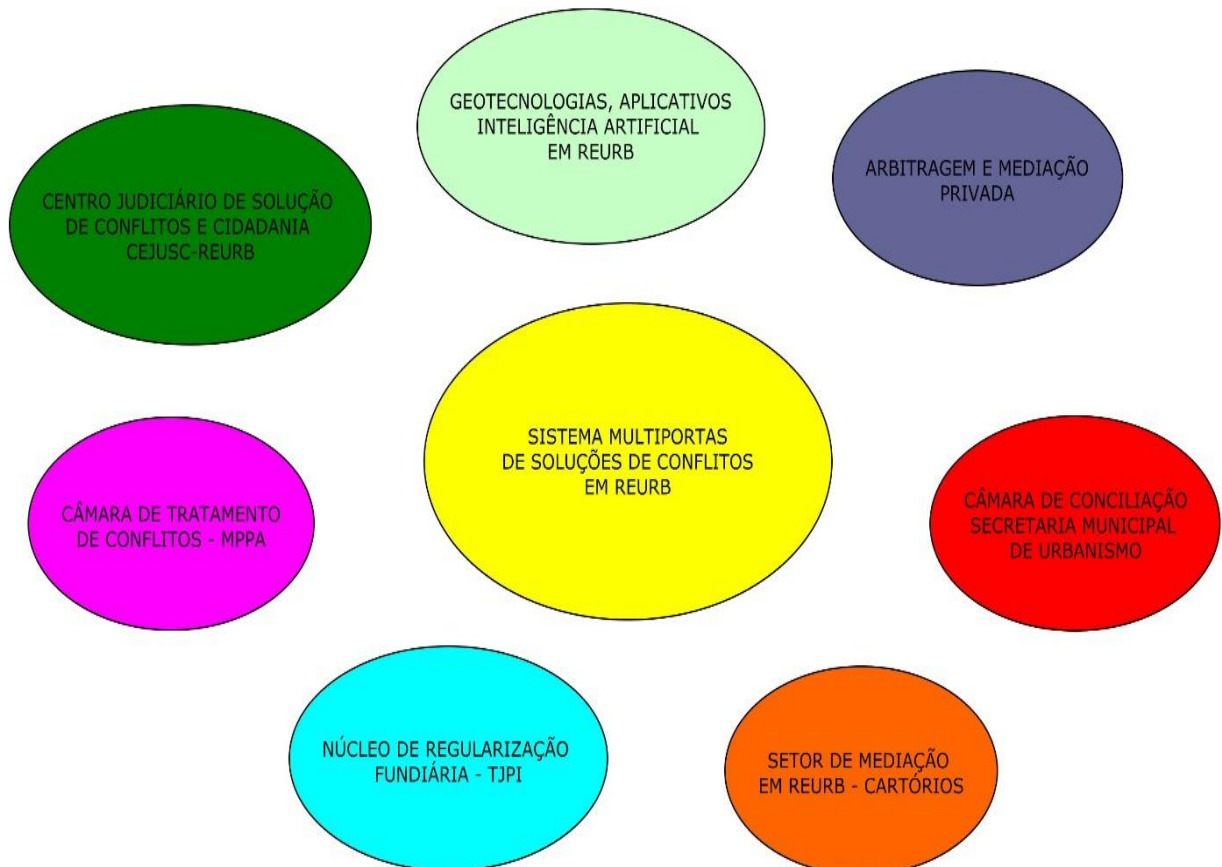 GEOTECNOLOGIAS, APLICATIVOS
INTELIGÊNCIA ARTIFICIAL
EM REURB
ARBITRAGEM E MEDIAÇÃO
PRIVADA
CENTRO JUDICIÁRIO DE SOLUÇÃO
DE CONFLITOS E CIDADANIA
CEJUSC-REURB
SISTEMA MULTIPORTAS
DE SOLUÇÕES DE CONFLITOS
EM REURB
CÂMARA DE TRATAMENTO
DE CONFLITOS - MPPA
CÂMARA DE CONCILIAÇÃO
SECRETARIA MUNICIPAL
DE URBANISMO
NÚCLEO DE REGULARIZAÇÃO
FUNDIÁRIA - TJPI
SETOR DE MEDIAÇÃO
EM REURB - CARTÓRIOS